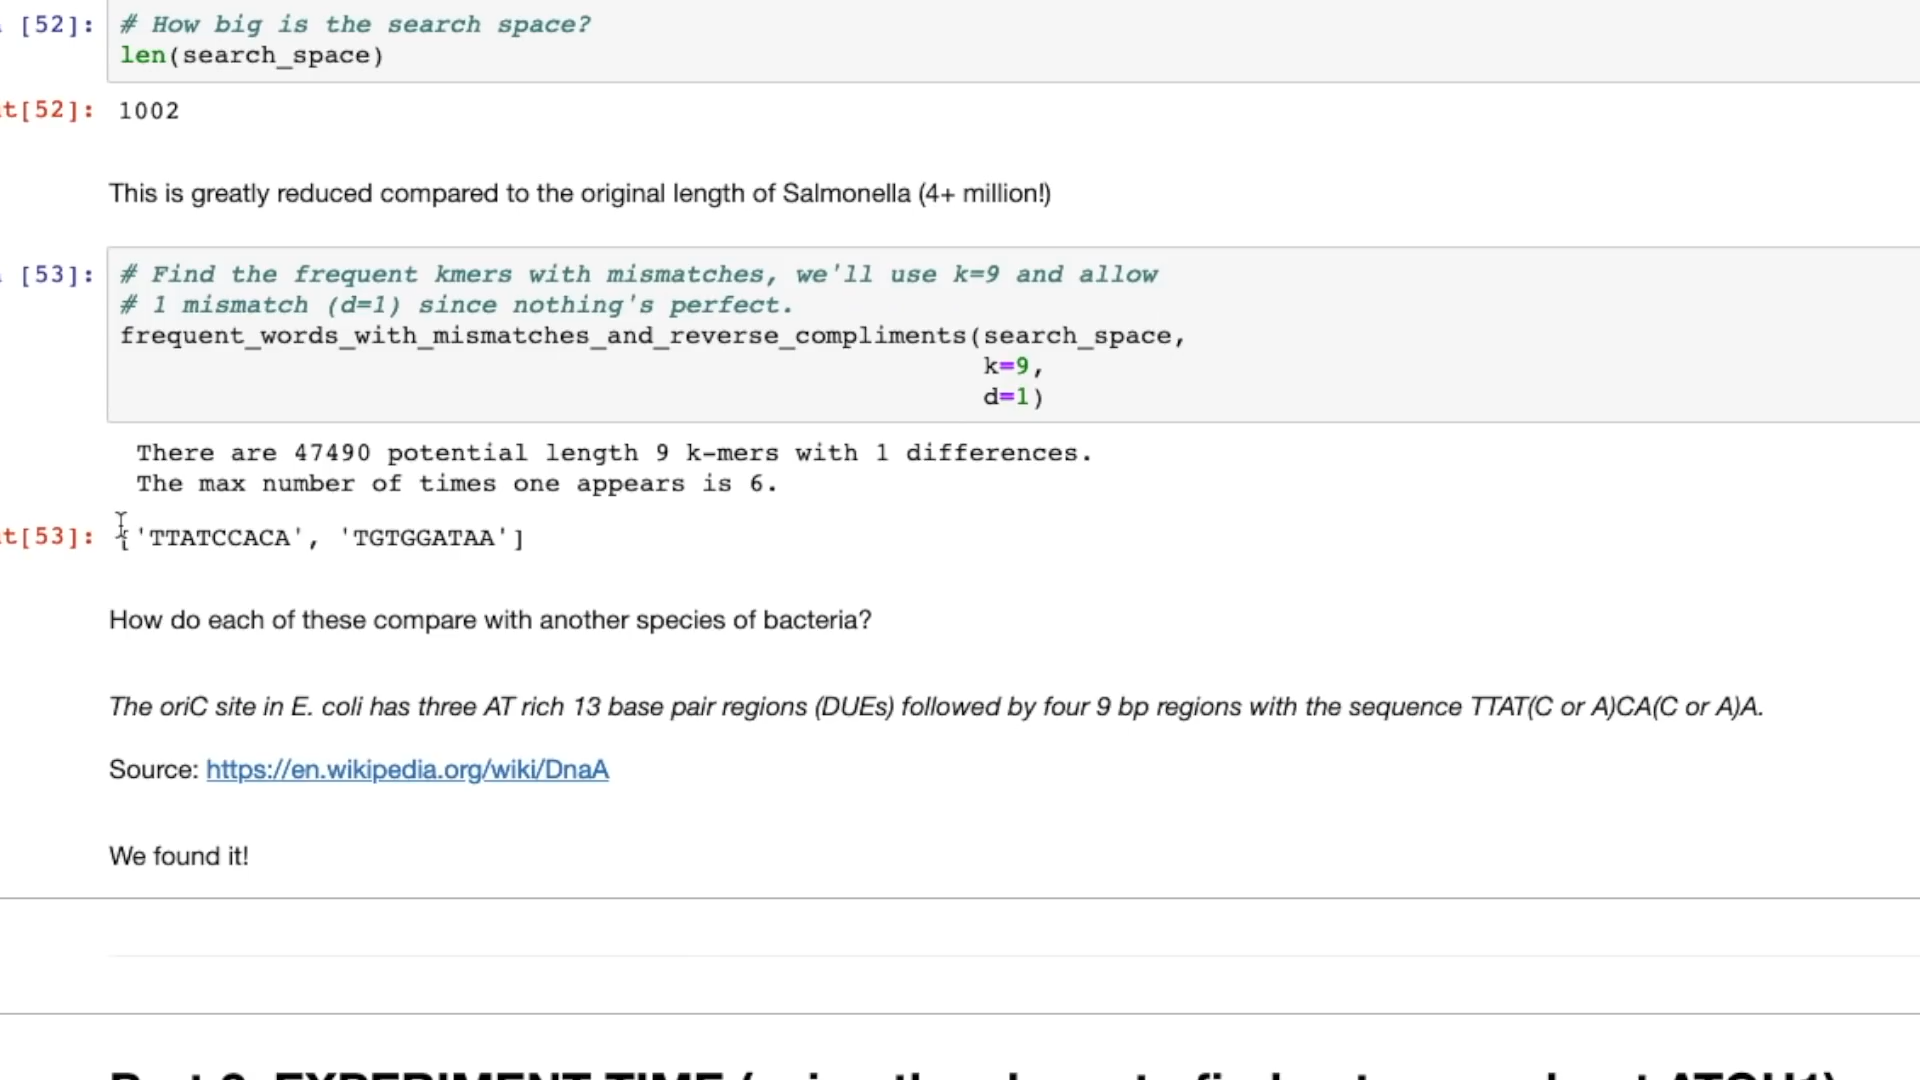 [52]:
# How big is the search space?
len(search_space)
t[52]: 1002
This is greatly reduced compared to the original length of Salmonella (4+ million!)
[53]:
# Find the frequent kmers with mismatches, we'll use k=9 and allow
# 1 mismatch (d=1) since nothing's perfect.
frequent_words_with_mismatches_and_reverse_compliments(search_space,
k=9,
d=1)
There are 47490 potential length 9 k-mers with 1 differences.
The max number of times one appears is 6.
t[53]: ['TTATCCACA', 'TGTGGATAA']
How do each of these compare with another species of bacteria?
The oriC site in E. coli has three AT rich 13 base pair regions (DUEs) followed by four 9 bp regions with the sequence TTAT(C or A)CA(C or A)A.
Source: https://en.wikipedia.org/wiki/DnaA
We found it!